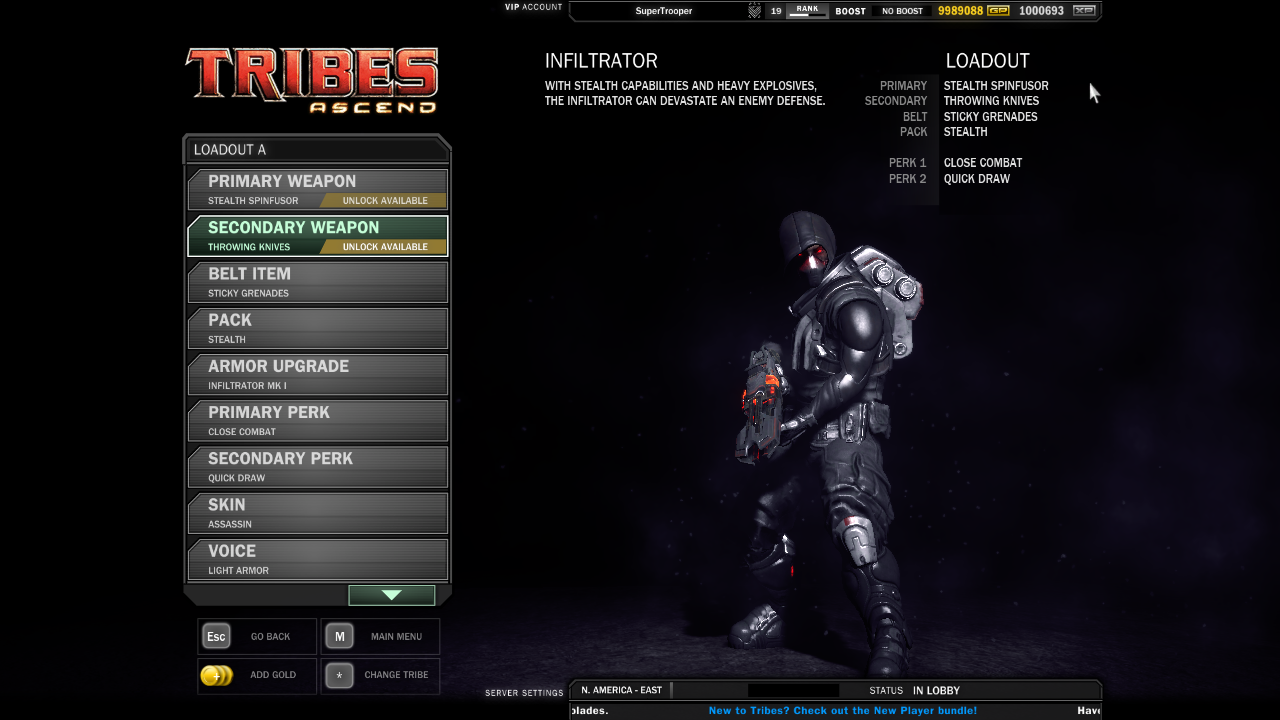 VIP ACCOUNT
SuperTrooper
19
RANK
BOOST
NO BOOST
9989088 GP
1000693 XP
TRIBES
ASCEND
LOADOUT A
PRIMARY WEAPON
STEALTH SPINFUSOR
UNLOCK AVAILABLE
SECONDARY WEAPON
THROWING KNIVES
UNLOCK AVAILABLE
BELT ITEM
STICKY GRENADES
PACK
STEALTH
ARMOR UPGRADE
INFILTRATOR MK I
PRIMARY PERK
CLOSE COMBAT
SECONDARY PERK
QUICK DRAW
SKIN
ASSASSIN
VOICE
LIGHT ARMOR
Esc GO BACK
M MAIN MENU
ADD GOLD
* CHANGE TRIBE
INFILTRATOR
WITH STEALTH CAPABILITIES AND HEAVY EXPLOSIVES,
THE INFILTRATOR CAN DEVASTATE AN ENEMY DEFENSE.
LOADOUT
PRIMARY STEALTH SPINFUSOR
SECONDARY THROWING KNIVES
BELT STICKY GRENADES
PACK STEALTH
PERK 1 CLOSE COMBAT
PERK 2 QUICK DRAW
SERVER SETTINGS
N. AMERICA - EAST
STATUS IN LOBBY
blades.
New to Tribes? Check out the New Player bundle!
Have